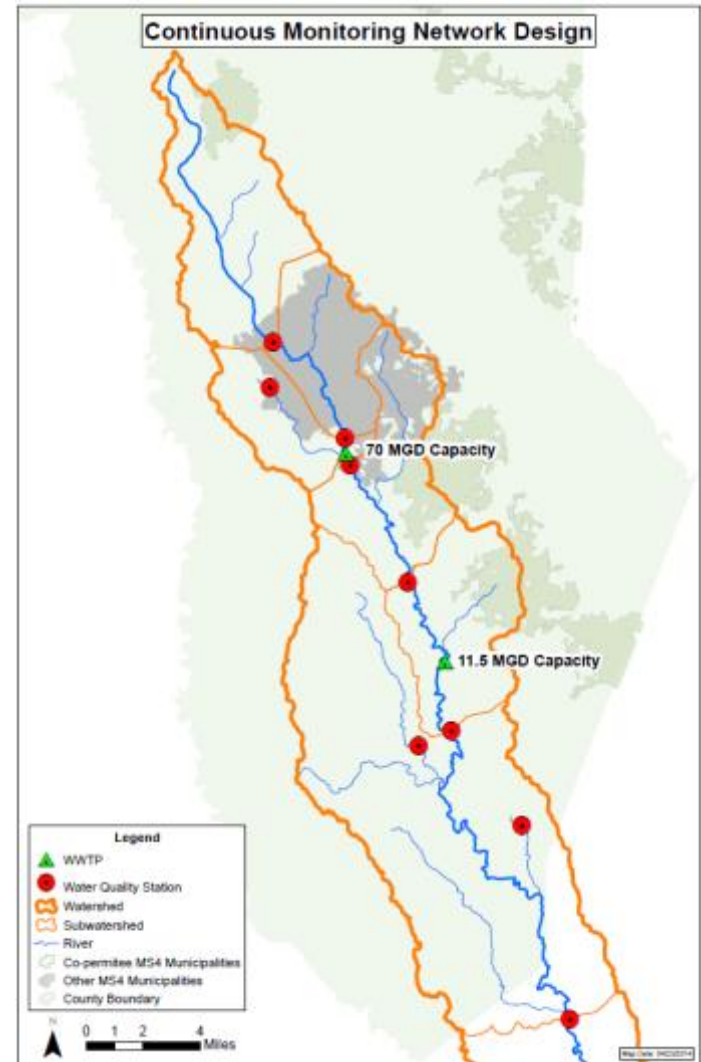 Continuous Monitoring Network Design
70 MGD Capacity
11.5 MGD Capacity
Legend
WWTP
Water Quality Station
Watershed
Subwatershed
River
Co-permitee MS4 Municipalities
Other MS4 Municipalities
County Boundary
N
0 1 2 4
Miles